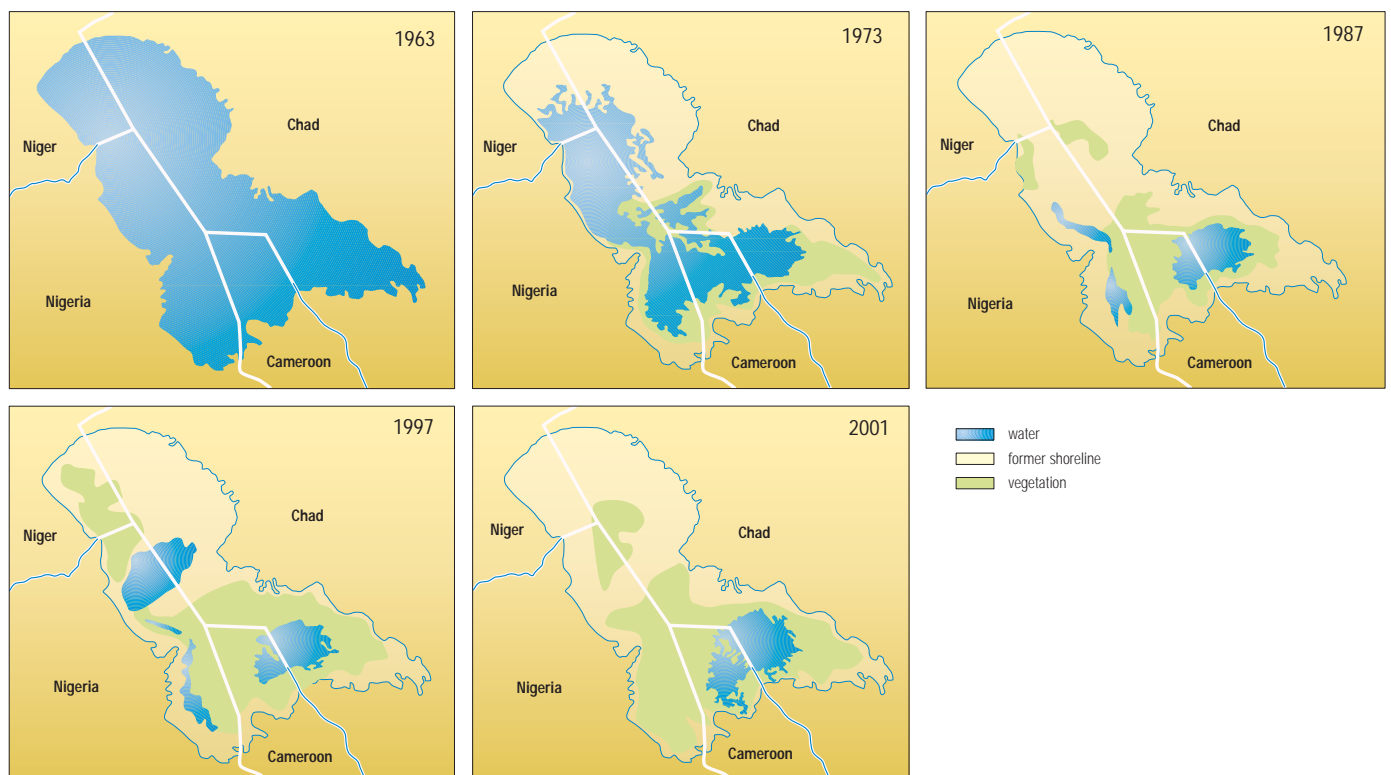 1963
Niger
Chad
Nigeria
Cameroon
1973
Niger
Chad
Nigeria
Cameroon
1987
Niger
Chad
Nigeria
Cameroon
1997
Niger
Chad
Nigeria
Cameroon
2001
Niger
Chad
Nigeria
Cameroon
water
former shoreline
vegetation